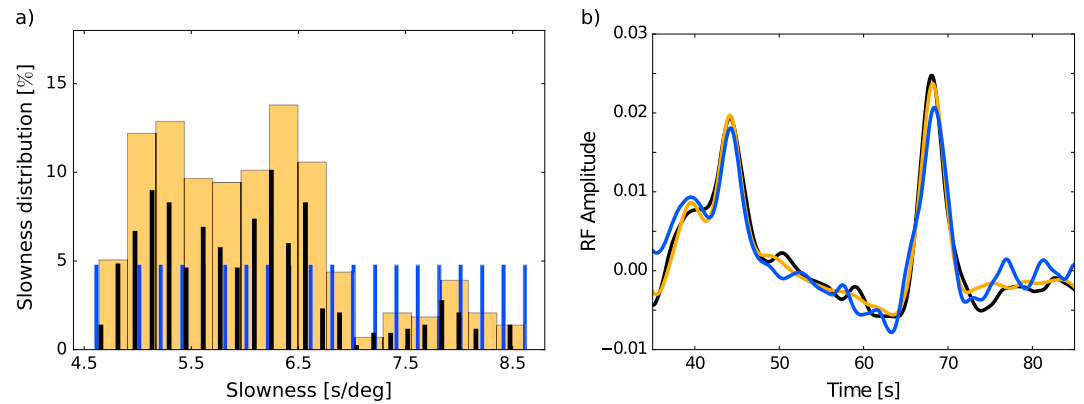 a)
Slowness distribution [%]
15
10
5
0
4.5 5.5 6.5 7.5 8.5
Slowness [s/deg]
b)
RF Amplitude
0.03
0.02
0.01
0.00
−0.01
40 50 60 70 80
Time [s]